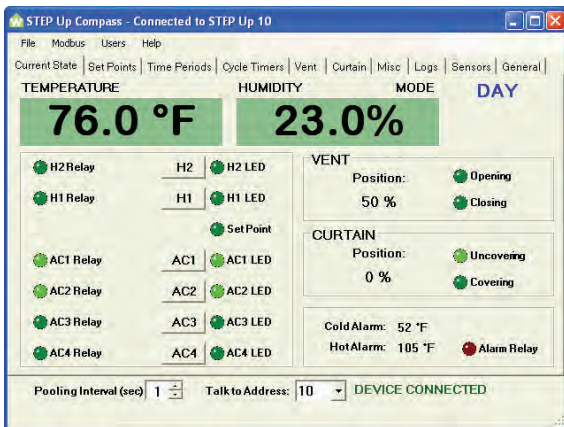 STEP Up Compass - Connected to STEP Up 10
File Modbus Users Help
Current State Set Points Time Periods Cycle Timers Vent Curtain Misc Logs Sensors General
TEMPERATURE HUMIDITY MODE DAY
76.0 °F 23.0%
H2 Relay H2 H2 LED
H1 Relay H1 H1 LED
Set Point
AC1 Relay AC1 AC1 LED
AC2 Relay AC2 AC2 LED
AC3 Relay AC3 AC3 LED
AC4 Relay AC4 AC4 LED
VENT
Position: Opening
50 % Closing
CURTAIN
Position: Uncovering
0 % Covering
Cold Alarm: 52 °F
Hot Alarm: 105 °F Alarm Relay
Pooling Interval (sec) 1 Talk to Address: 10 DEVICE CONNECTED